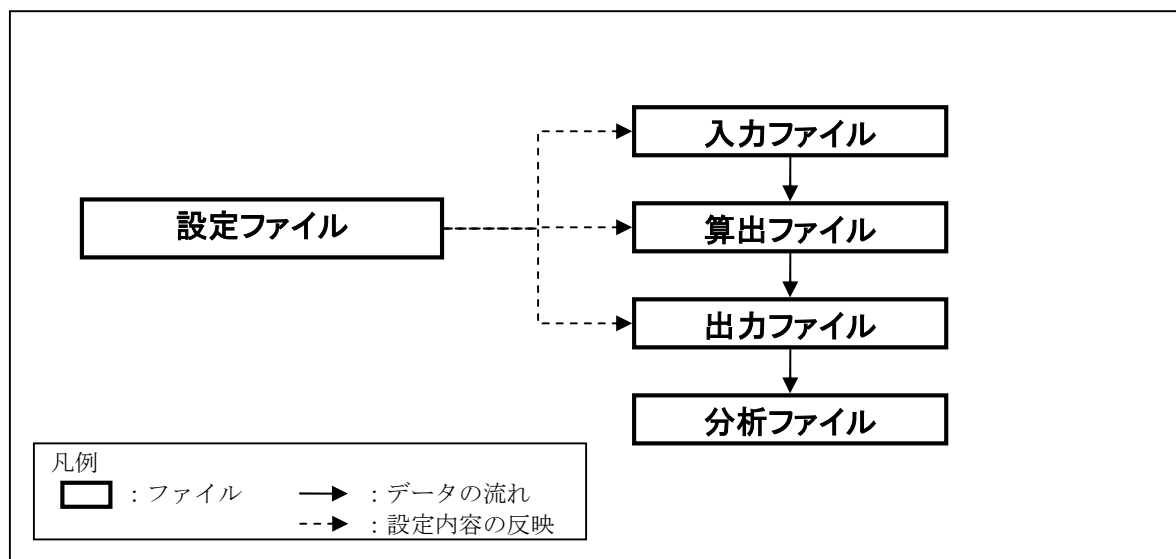 入力ファイル
設定ファイル
算出ファイル
出力ファイル
分析ファイル
凡例
：ファイル ：データの流れ
：設定内容の反映